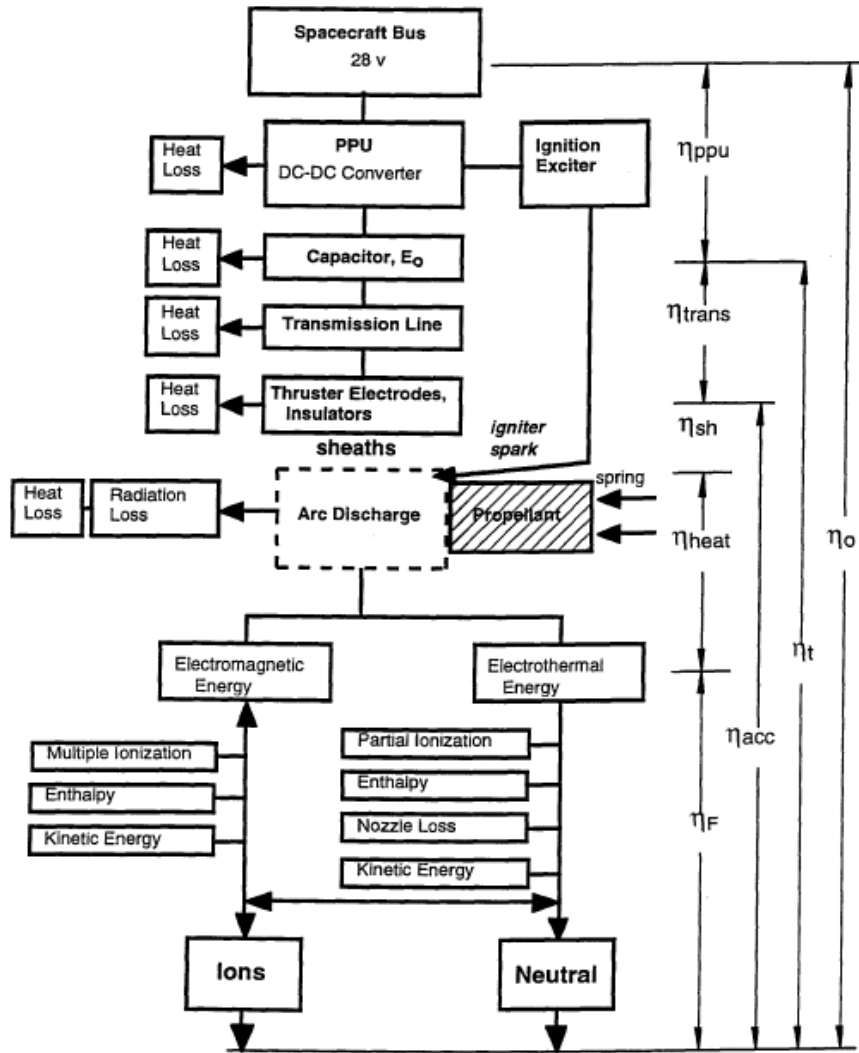 Spacecraft Bus
28 v
PPU
DC-DC Converter
Ignition
Exciter
Heat
Loss
ηppu
Heat
Loss
Capacitor, Eo
Heat
Loss
Transmission Line
ηtrans
Heat
Loss
Thruster Electrodes,
Insulators
sheaths
igniter
spark
ηsh
spring
Heat
Loss
Radiation
Loss
Arc Discharge
Propellant
ηheat
ηo
Electromagnetic
Energy
Electrothermal
Energy
ηt
Multiple Ionization
Enthalpy
Kinetic Energy
Partial Ionization
Enthalpy
Nozzle Loss
Kinetic Energy
ηacc
ηF
Ions
Neutral